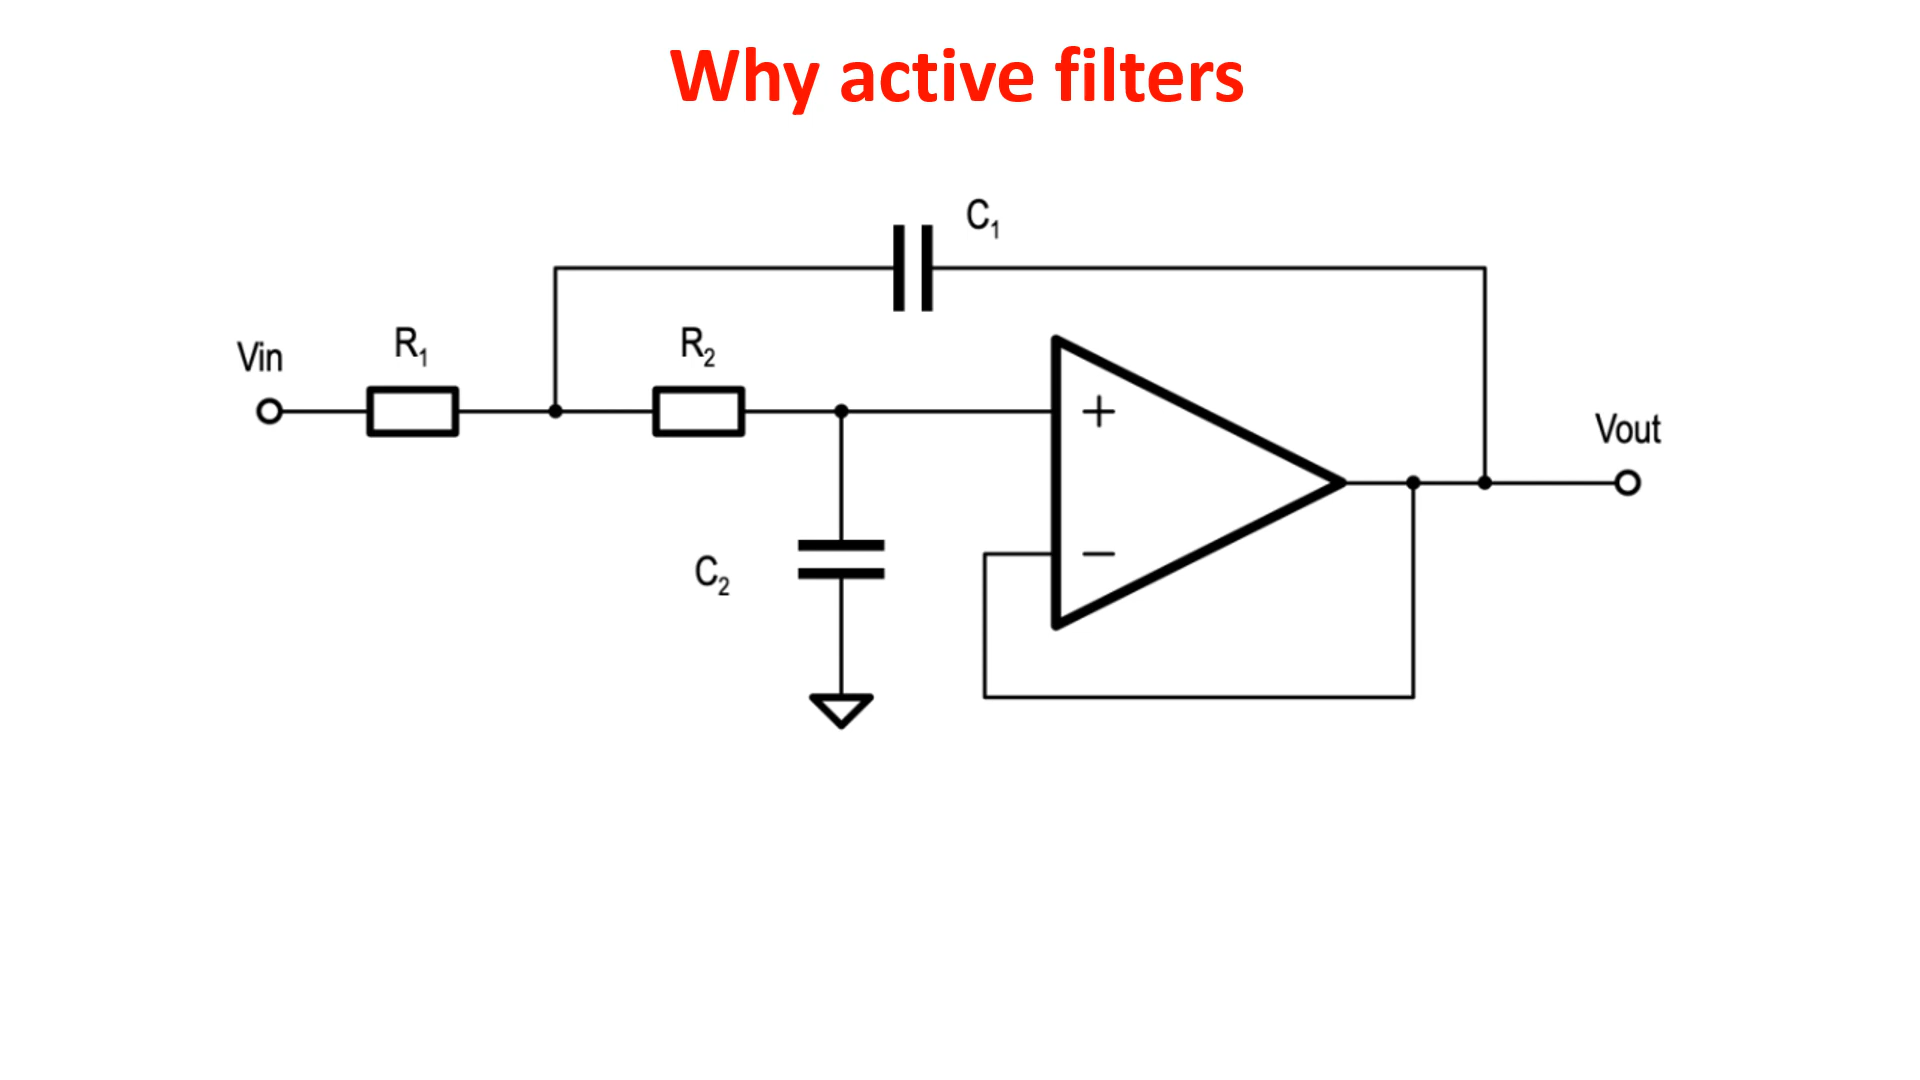 Why active filters
C1
R1
R2
Vin
+
Vout
−
C2